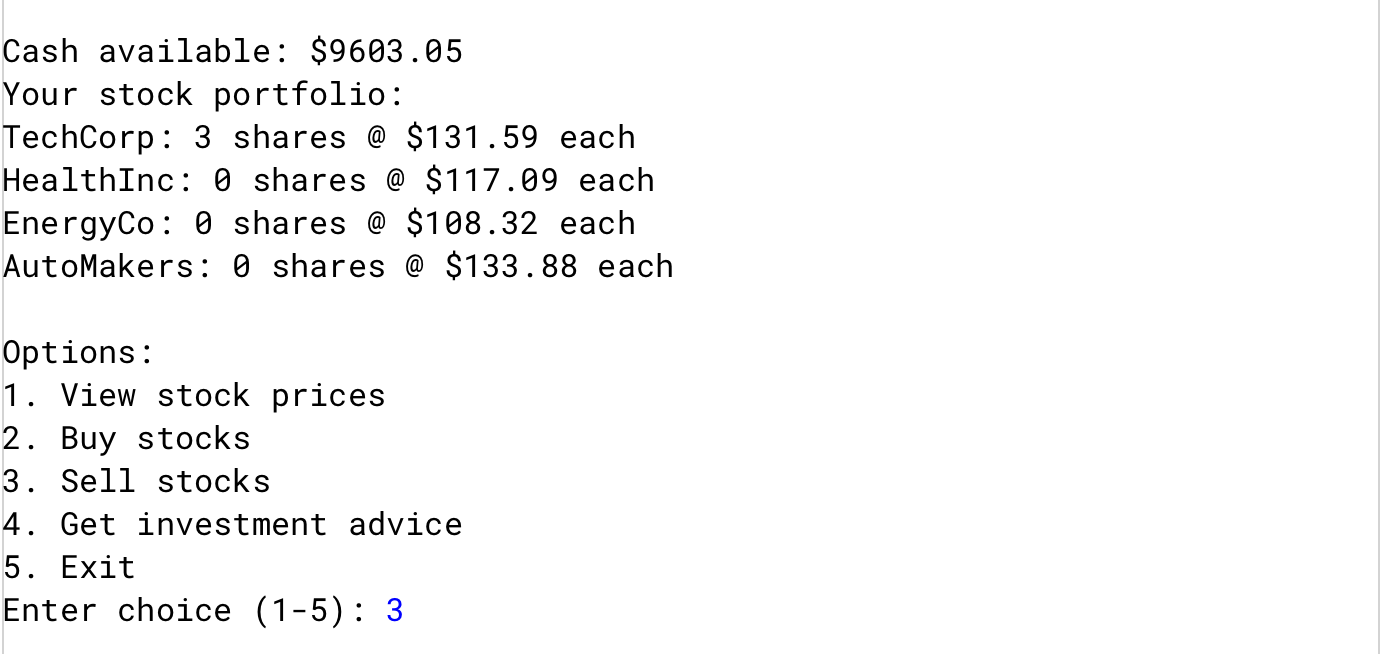 Cash available: $9603.05
Your stock portfolio:
TechCorp: 3 shares @ $131.59 each
HealthInc: 0 shares @ $117.09 each
EnergyCo: 0 shares @ $108.32 each
AutoMakers: 0 shares @ $133.88 each
Options:
1. View stock prices
2. Buy stocks
3. Sell stocks
4. Get investment advice
5. Exit
Enter choice (1-5): 3